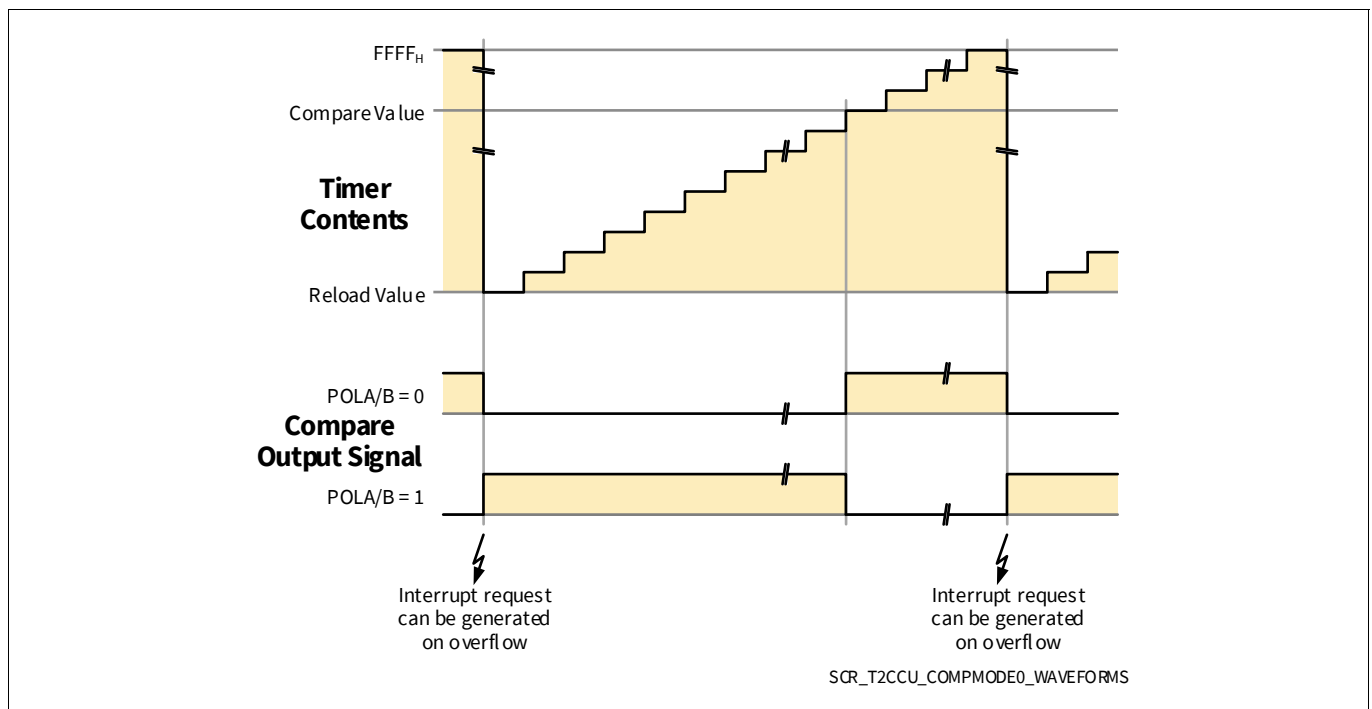 FFFFH
Compare Value
Timer
Contents
Reload Value
POLA/B = 0
Compare
Output Signal
POLA/B = 1
Interrupt request
can be generated
on overflow
Interrupt request
can be generated
on overflow
SCR_T2CCU_COMPMODE0_WAVEFORMS